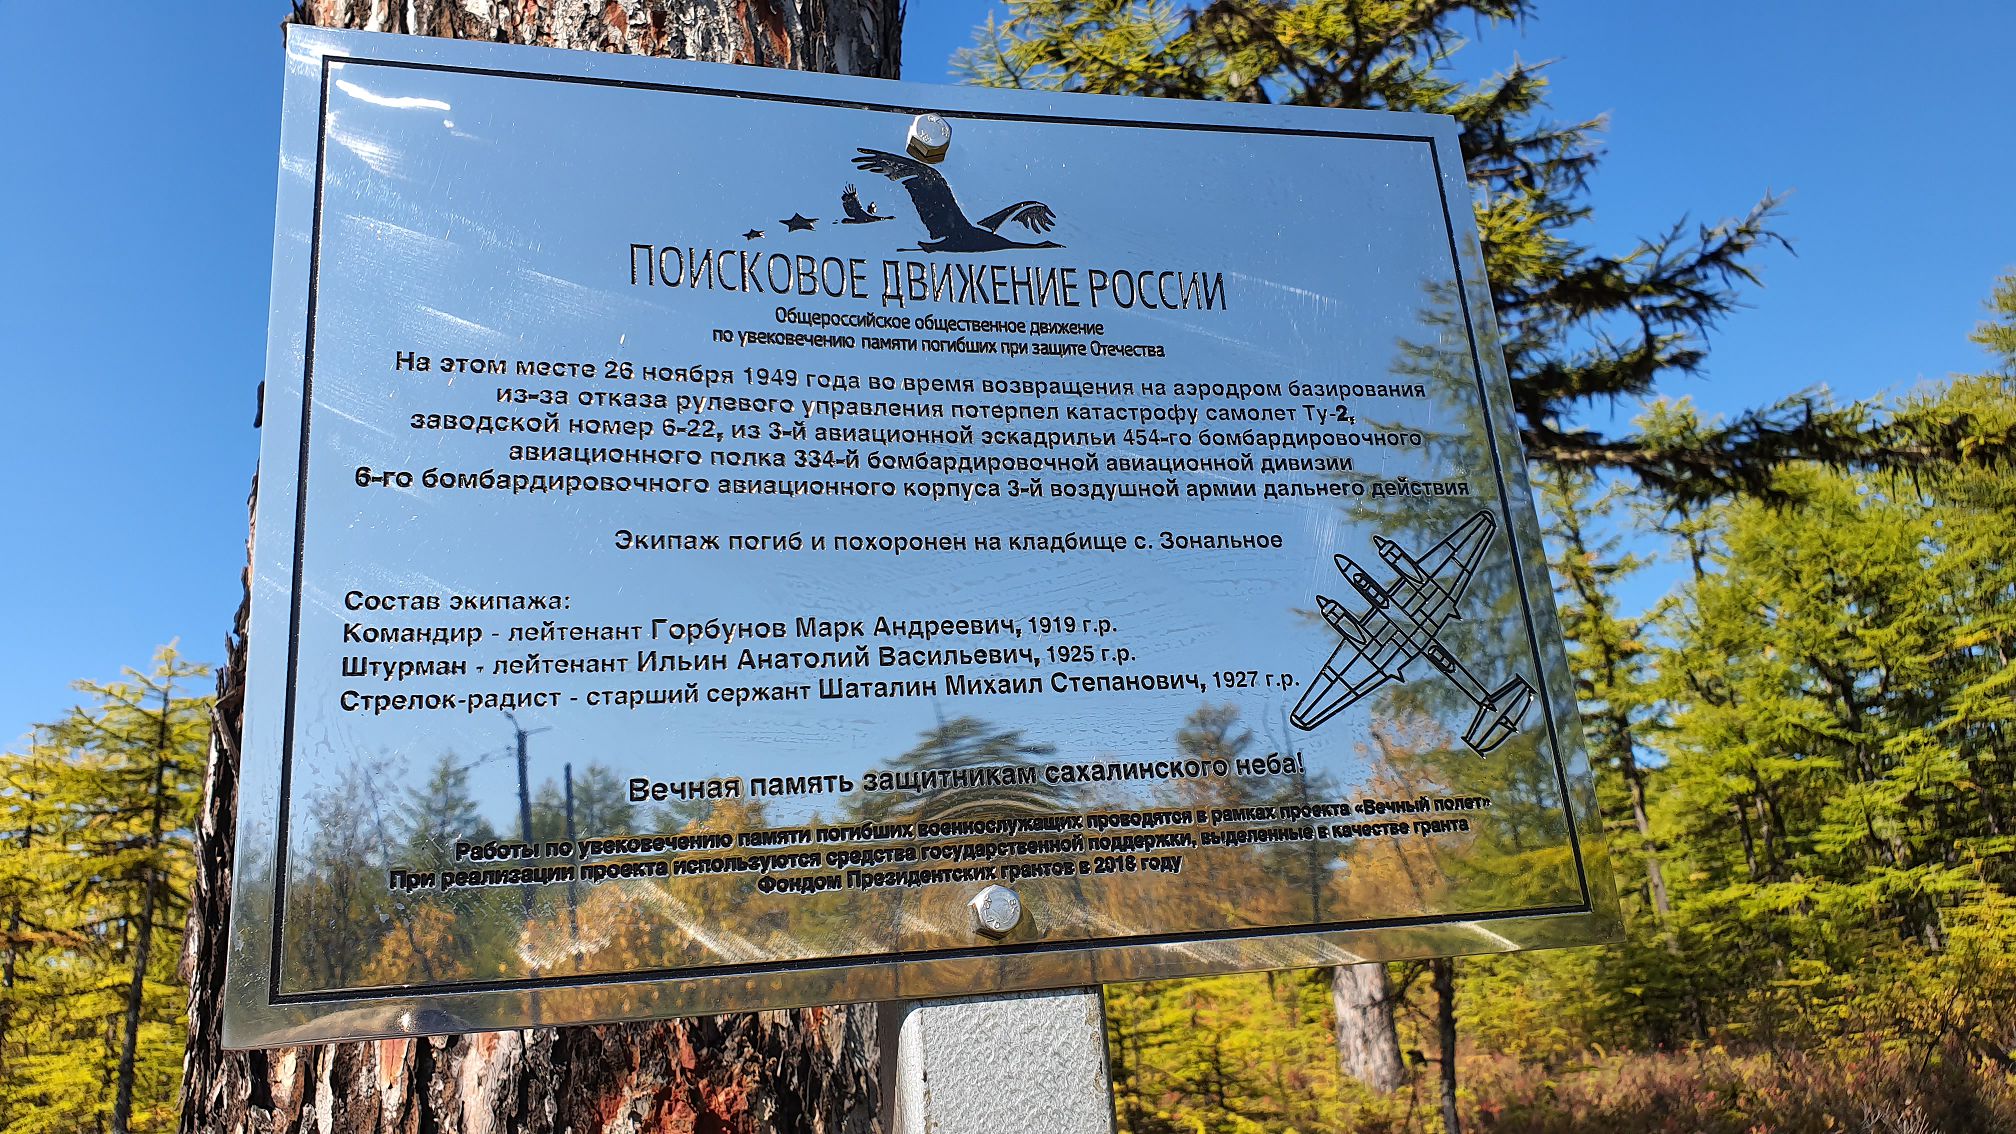 ПОИСКОВОЕ ДВИЖЕНИЕ РОССИИ
Общероссийское общественное движение
по увековечению памяти погибших при защите Отечества
На этом месте 26 ноября 1949 года во время возвращения на аэродром базирования
из-за отказа рулевого управления потерпел катастрофу самолет Ту-2,
заводской номер 6-22, из 3-й авиационной эскадрильи 454-го бомбардировочного
авиационного полка 334-й бомбардировочной авиационной дивизии
6-го бомбардировочного авиационного корпуса 3-й воздушной армии дальнего действия
Экипаж погиб и похоронен на кладбище с. Зональное
Состав экипажа:
Командир - лейтенант Горбунов Марк Андреевич, 1919 г.р.
Штурман - лейтенант Ильин Анатолий Васильевич, 1925 г.р.
Стрелок-радист - старший сержант Шаталин Михаил Степанович, 1927 г.р.
Вечная память защитникам сахалинского неба!
Работы по увековечению памяти погибших военнослужащих проводятся в рамках проекта «Вечный полет»
При реализации проекта используются средства государственной поддержки, выделенные в качестве гранта
Фондом Президентских грантов в 2018 году